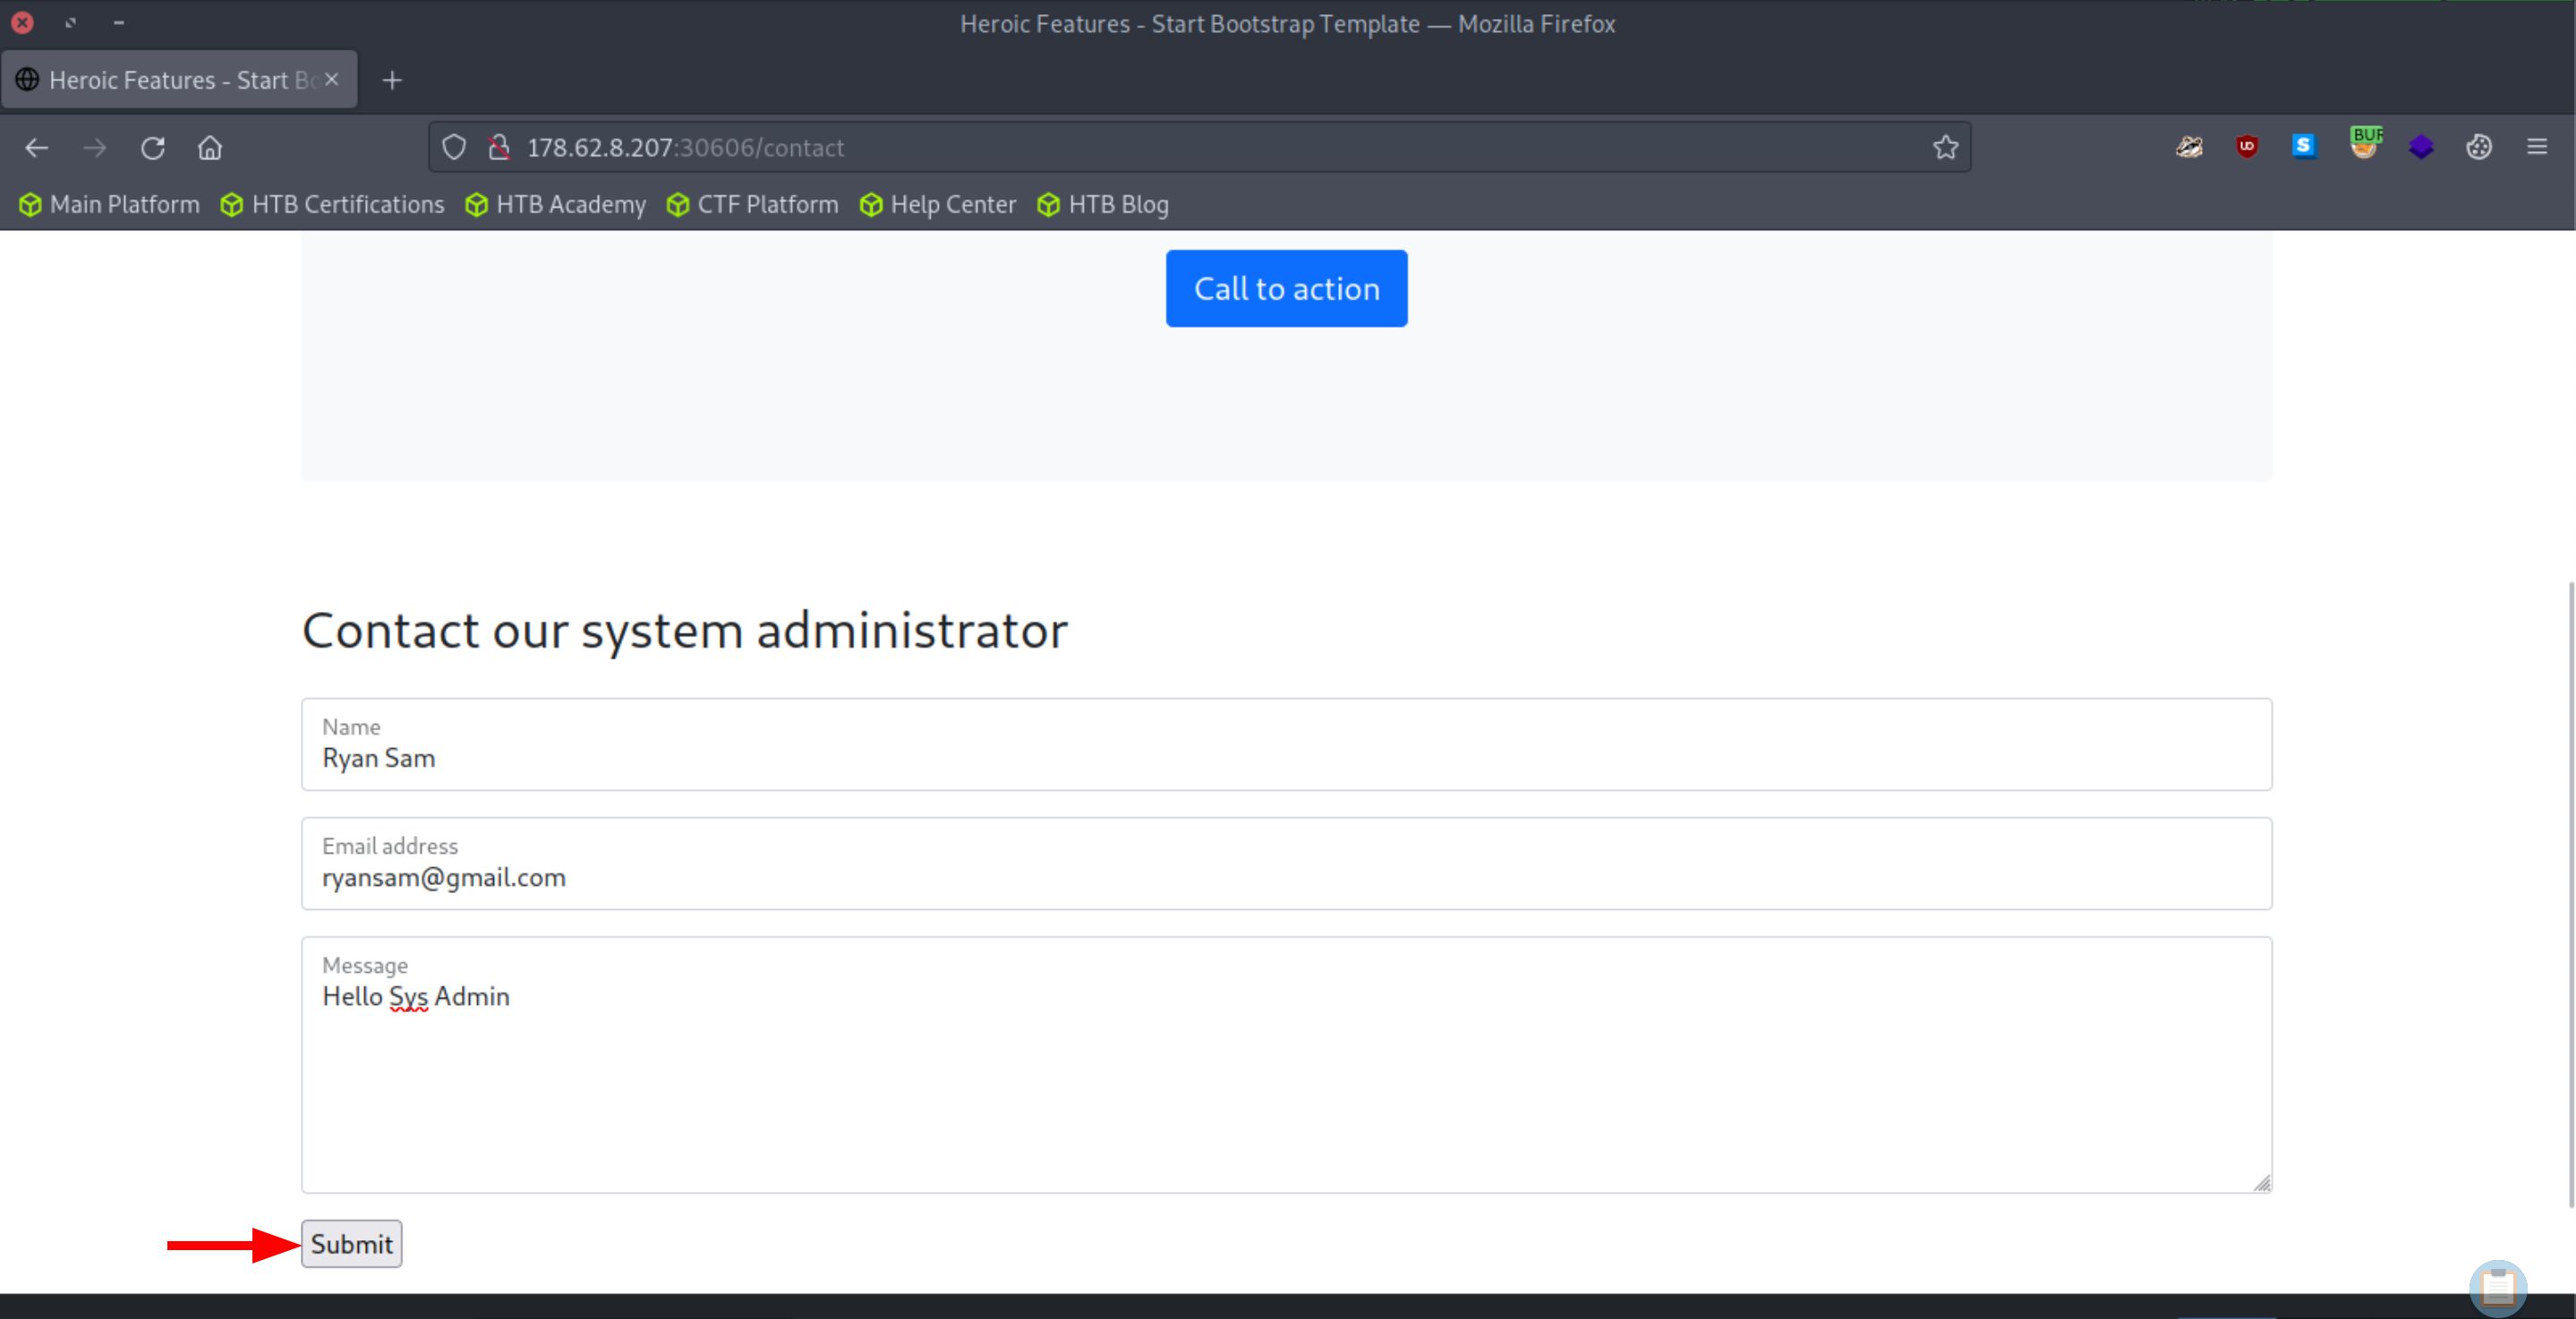 Heroic Features - Start Bootstrap Template — Mozilla Firefox
Heroic Features - Start Bo
178.62.8.207:30606/contact
UD
S
BUR
Main Platform HTB Certifications HTB Academy CTF Platform Help Center HTB Blog
Call to action
Contact our system administrator
Name
Ryan Sam
Email address
ryansam@gmail.com
Message
Hello Sys Admin
Submit